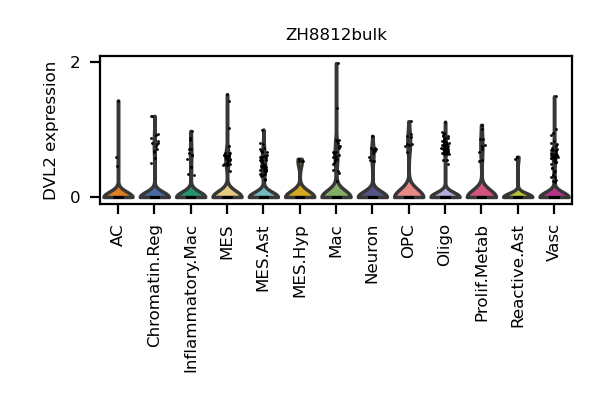 ZH8812bulk
DVL2 expression
2
0
AC
Chromatin.Reg
Inflammatory.Mac
MES
MES.Ast
MES.Hyp
Mac
Neuron
OPC
Oligo
Prolif.Metab
Reactive.Ast
Vasc